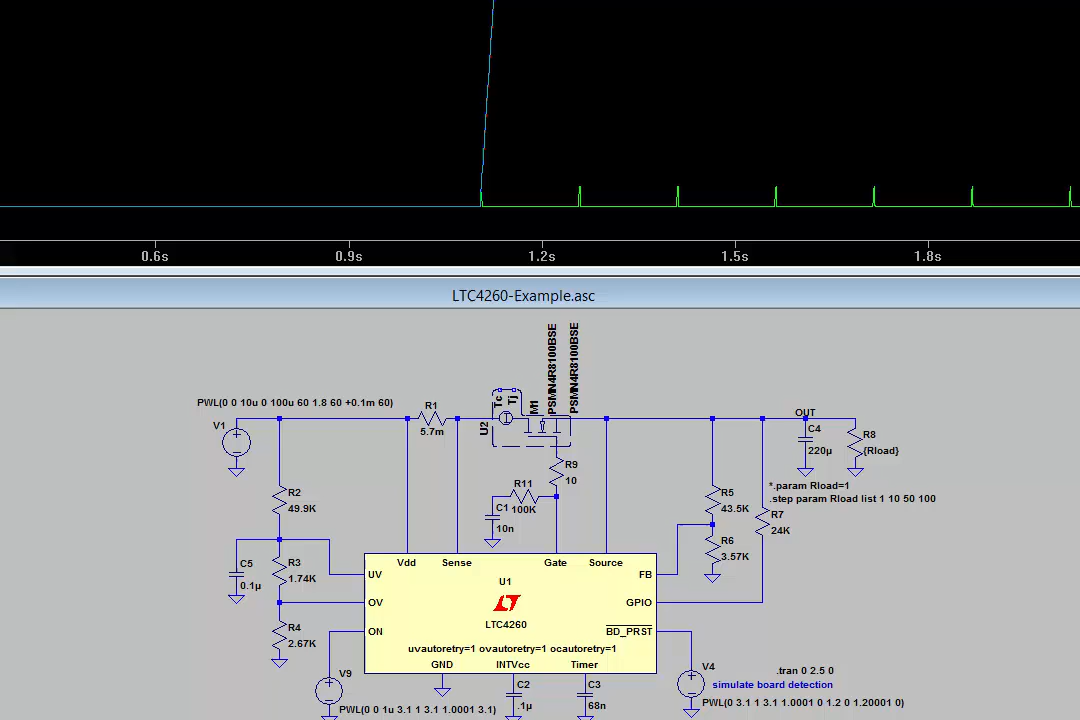 0.6s 0.9s 1.2s 1.5s 1.8s
LTC4260-Example.asc
PWL(0 0 10u 0 100u 60 1.8 60 +0.1m 60)
V1
R1
5.7m
U2
Tc
Tj
M1
PSMN4R8100BSE
PSMN4R8100BSE
OUT
C4
220µ
R8
{Rload}
R9
10
R11
100K
C1
10n
*.param Rload=1
.step param Rload list 1 10 50 100
R2
49.9K
R5
43.5K
R7
24K
R6
3.57K
C5
0.1µ
R3
1.74K
R4
2.67K
Vdd Sense Gate Source
UV
OV
ON
U1
LTC4260
FB
GPIO
BD_PRST
uvautoretry=1 ovautoretry=1 ocautoretry=1
GND INTVcc Timer
V9
PWL(0 0 1u 3.1 1 3.1 1.0001 3.1)
C2
.1µ
C3
68n
V4
.tran 0 2.5 0
simulate board detection
PWL(0 3.1 1 3.1 1.0001 0 1.2 0 1.20001 0)